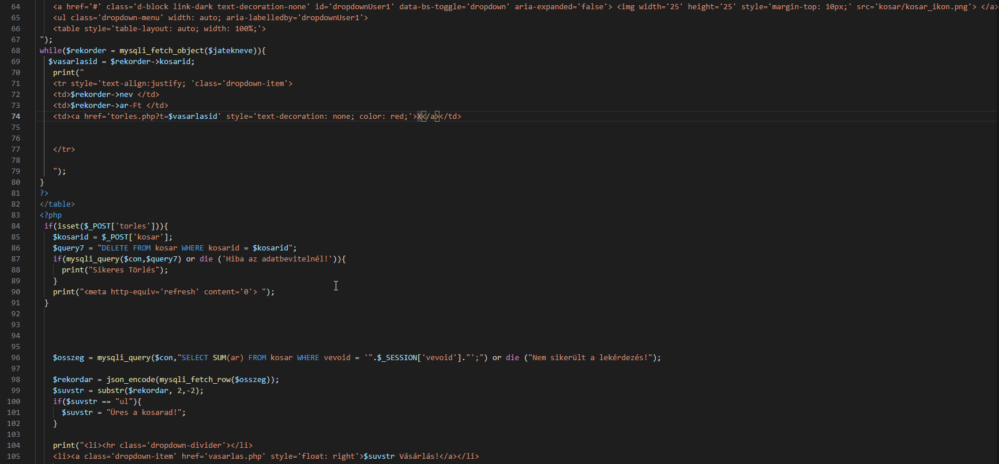 64 <a href='#' class='d-block link-dark text-decoration-none' id='dropdownUser1' data-bs-toggle='dropdown' aria-expanded='false'> <img width='25' height='25' style='margin-top: 10px;' src='kosar/kosar_ikon.png'> </a>
65 <ul class='dropdown-menu' width: auto; aria-labelledby='dropdownUser1'>
66 <table style='table-layout: auto; width: 100%;'>
67 ");
68 while($rekorder = mysqli_fetch_object($jatekneve)){
69 $vasarlasid = $rekorder->kosarid;
70 print("
71 <tr style='text-align:justify; 'class='dropdown-item'>
72 <td>$rekorder->nev </td>
73 <td>$rekorder->ar-Ft </td>
74 <td><a href='torles.php?t=$vasarlasid' style='text-decoration: none; color: red;'>X</a></td>
75
76
77 </tr>
78
79 ");
80 }
81 ?>
82 </table>
83 <?php
84 if(isset($_POST['torles'])){
85 $kosarid = $_POST['kosar'];
86 $query7 = "DELETE FROM kosar WHERE kosarid = $kosarid";
87 if(mysqli_query($con,$query7) or die ('Hiba az adatbevitelnél!')){
88 print("Sikeres Törlés");
89 }
90 print("<meta http-equiv='refresh' content='0'> ");
91 }
92
93
94
95
96 $osszeg = mysqli_query($con,"SELECT SUM(ar) FROM kosar WHERE vevoid = '".$_SESSION['vevoid']."';") or die ("Nem sikerült a lekérdezés!");
97
98 $rekordar = json_encode(mysqli_fetch_row($osszeg));
99 $suvstr = substr($rekordar, 2,-2);
100 if($suvstr == "ul"){
101 $suvstr = "Üres a kosarad!";
102 }
103
104 print("<li><hr class='dropdown-divider'></li>
105 <li><a class='dropdown-item' href='vasarlas.php' style='float: right'>$suvstr Vásárlás!</a></li>